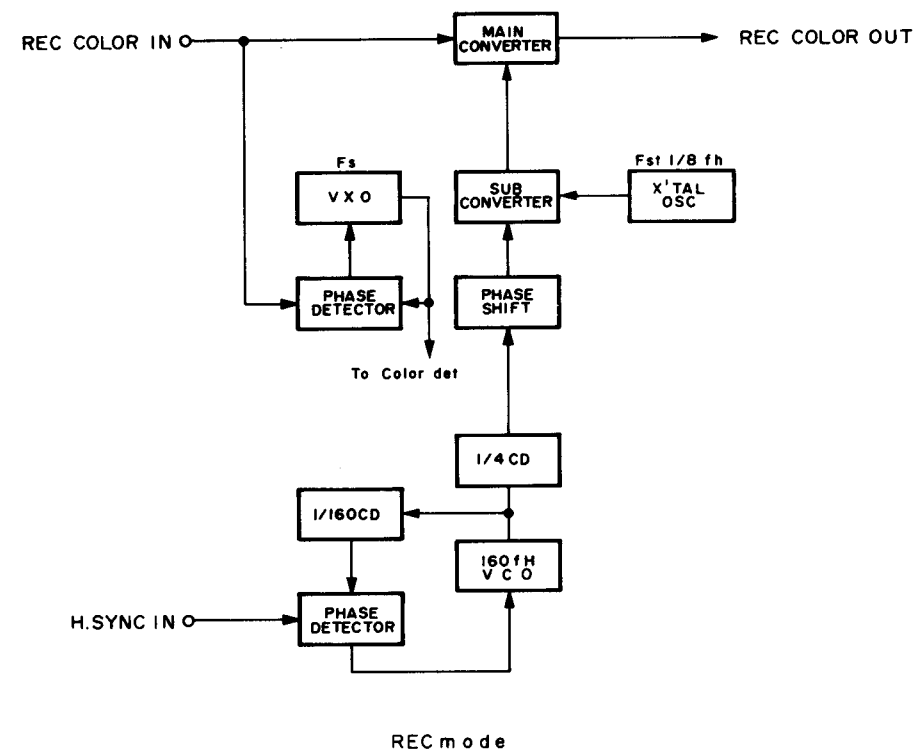 REC COLOR IN
MAIN
CONVERTER
REC COLOR OUT
Fs
VXO
SUB
CONVERTER
Fst 1/8 fh
X'TAL
OSC
PHASE
DETECTOR
PHASE
SHIFT
To Color det
1/4 CD
1/160CD
160fH
VCO
H.SYNC IN
PHASE
DETECTOR
REC mode